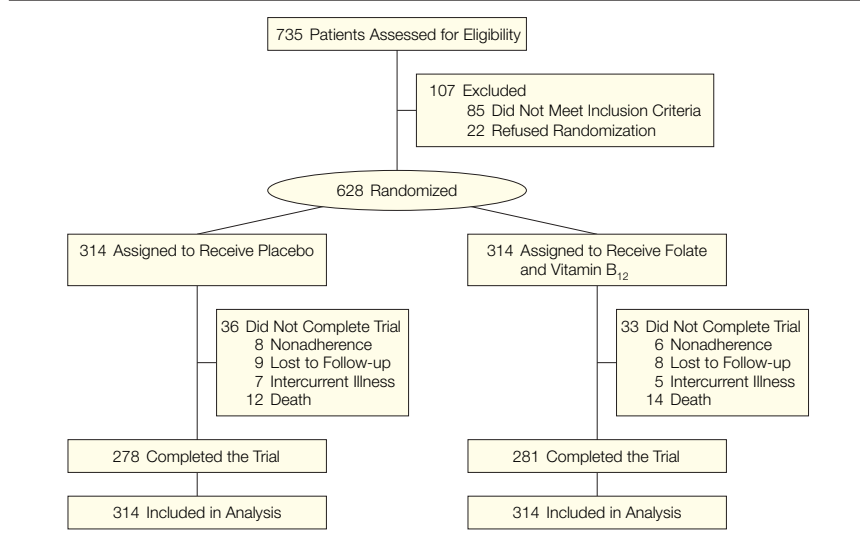 735 Patients Assessed for Eligibility
107 Excluded
85 Did Not Meet Inclusion Criteria
22 Refused Randomization
628 Randomized
314 Assigned to Receive Placebo
314 Assigned to Receive Folate
and Vitamin B12
36 Did Not Complete Trial
8 Nonadherence
9 Lost to Follow-up
7 Intercurrent Illness
12 Death
33 Did Not Complete Trial
6 Nonadherence
8 Lost to Follow-up
5 Intercurrent Illness
14 Death
278 Completed the Trial
281 Completed the Trial
314 Included in Analysis
314 Included in Analysis